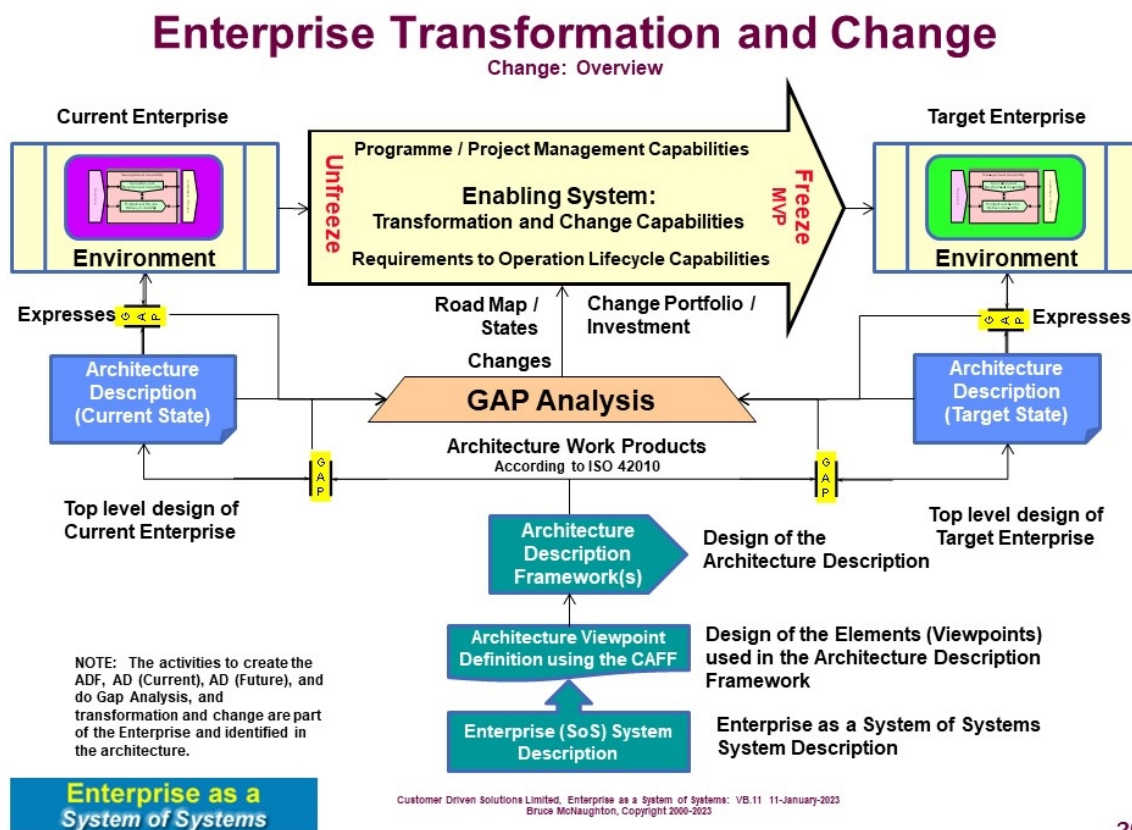 Enterprise Transformation and Change
Change: Overview
Current Enterprise
Target Enterprise
Environment
Environment
Unfreeze
Programme / Project Management Capabilities
Enabling System:
Transformation and Change Capabilities
Requirements to Operation Lifecycle Capabilities
Freeze
MVP
Expresses
GAP
Road Map /
States
Change Portfolio /
Investment
Changes
GAP
Expresses
Architecture
Description
(Current State)
GAP Analysis
Architecture
Description
(Target State)
Architecture Work Products
According to ISO 42010
GAP
GAP
Top level design of
Current Enterprise
Top level design of
Target Enterprise
Architecture
Description
Framework(s)
Design of the
Architecture Description
Architecture Viewpoint
Definition using the CAFF
Design of the Elements (Viewpoints)
used in the Architecture Description
Framework
Enterprise (SoS) System
Description
Enterprise as a System of Systems
System Description
NOTE: The activities to create the
ADF, AD (Current), AD (Future), and
do Gap Analysis, and
transformation and change are part
of the Enterprise and identified in
the architecture.
Enterprise as a
System of Systems
Customer Driven Solutions Limited, Enterprise as a System of Systems: VB.11 11-January-2023
Bruce McNaughton, Copyright 2000-2023